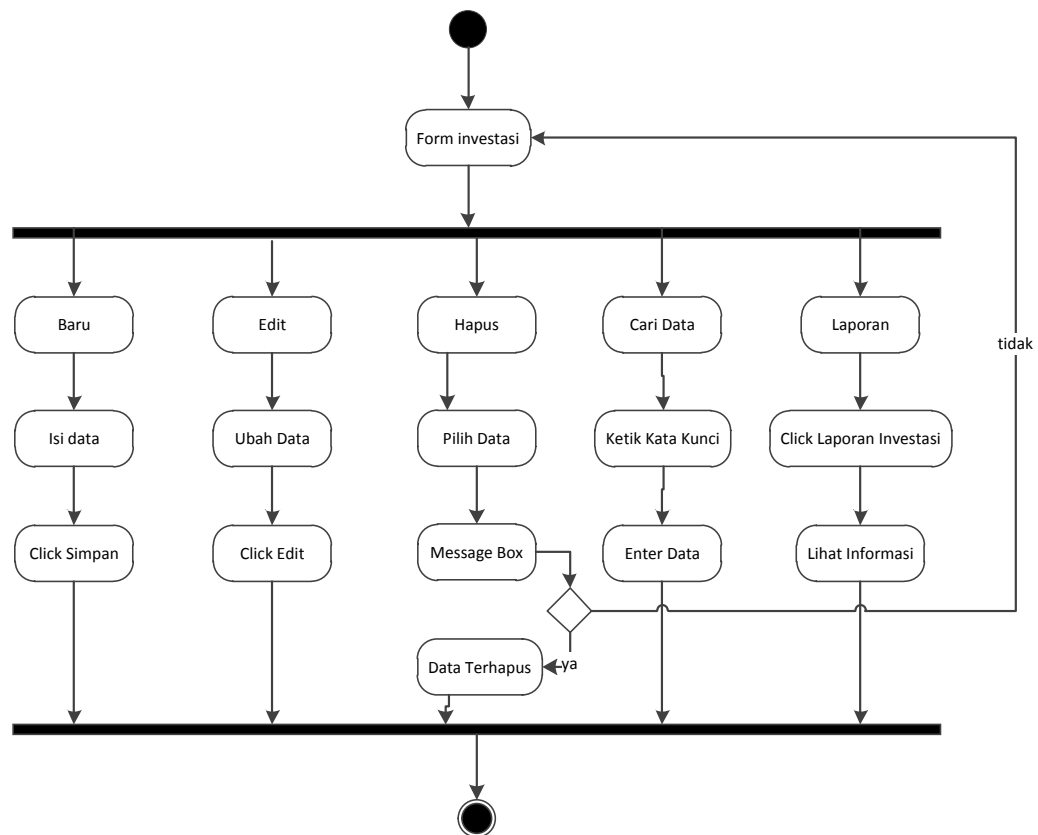 Form investasi
Baru
Edit
Hapus
Cari Data
Laporan
tidak
Isi data
Ubah Data
Pilih Data
Ketik Kata Kunci
Click Laporan Investasi
Click Simpan
Click Edit
Message Box
Enter Data
Lihat Informasi
Data Terhapus
ya